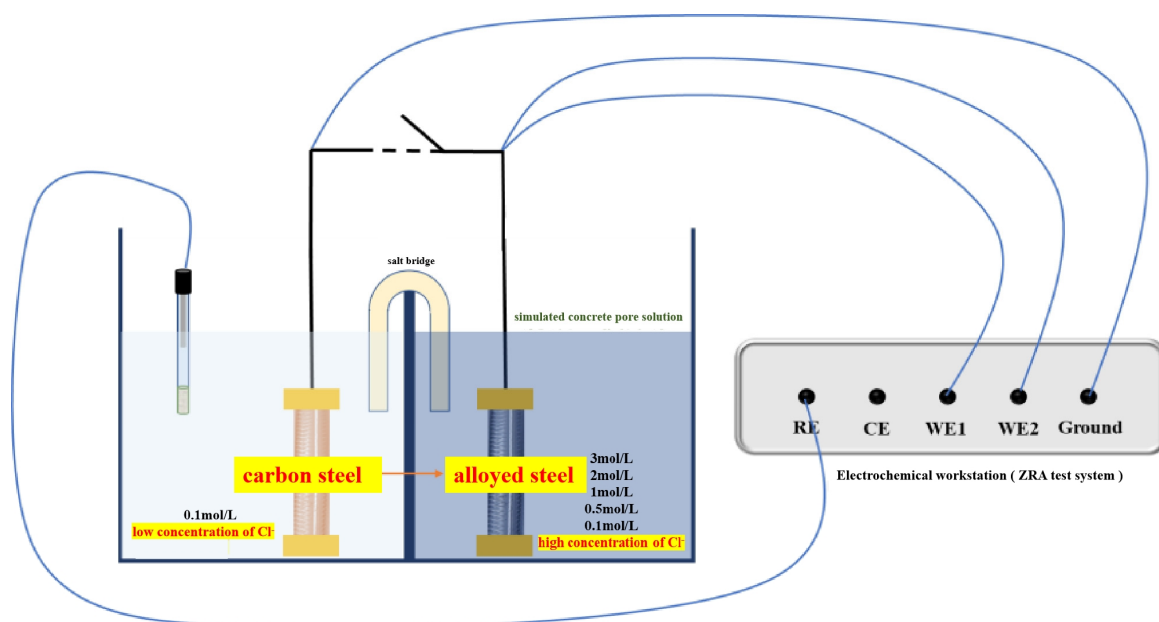 salt bridge
simulated concrete pore solution
carbon steel
alloyed steel
3mol/L
2mol/L
1mol/L
0.5mol/L
0.1mol/L
high concentration of Cl-
0.1mol/L
low concentration of Cl-
RE
CE
WE1
WE2
Ground
Electrochemical workstation ( ZRA test system )